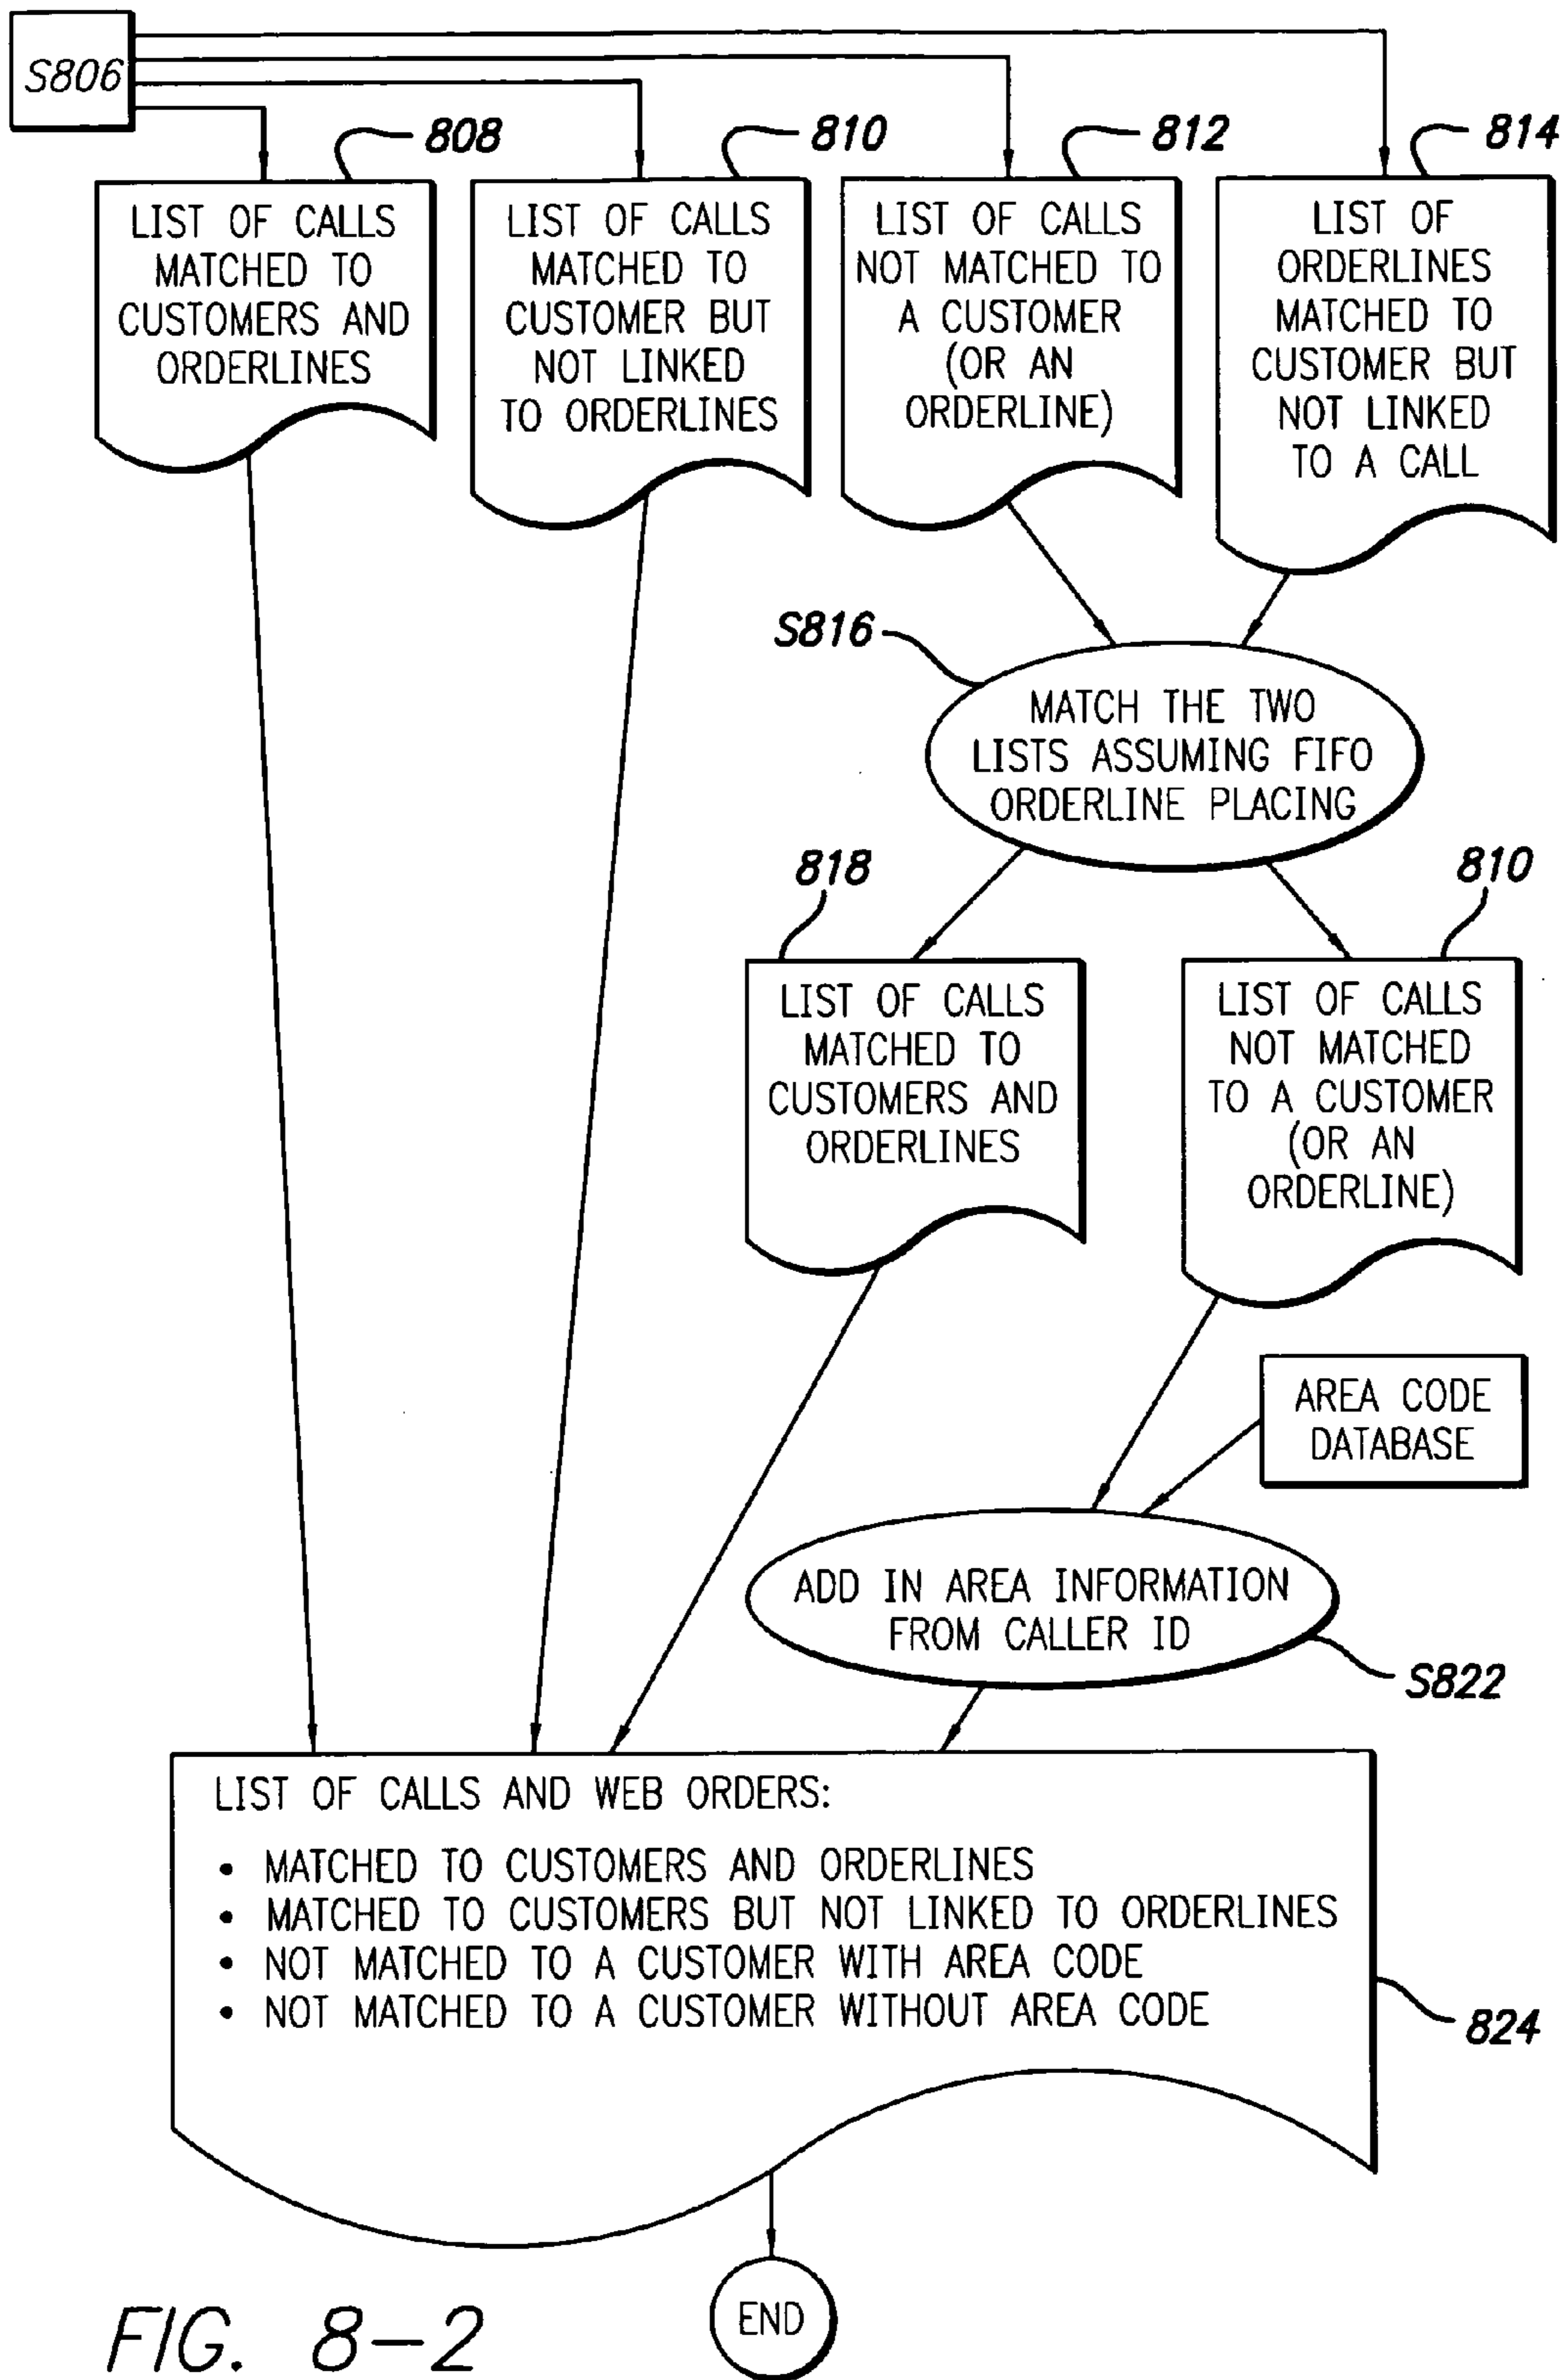 S806
808
810
812
814
LIST OF CALLS
MATCHED TO
CUSTOMERS AND
ORDERLINES
LIST OF CALLS
MATCHED TO
CUSTOMER BUT
NOT LINKED
TO ORDERLINES
LIST OF CALLS
NOT MATCHED TO
A CUSTOMER
(OR AN
ORDERLINE)
LIST OF
ORDERLINES
MATCHED TO
CUSTOMER BUT
NOT LINKED
TO A CALL
S816
MATCH THE TWO
LISTS ASSUMING FIFO
ORDERLINE PLACING
818
810
LIST OF CALLS
MATCHED TO
CUSTOMERS AND
ORDERLINES
LIST OF CALLS
NOT MATCHED
TO A CUSTOMER
(OR AN
ORDERLINE)
AREA CODE
DATABASE
ADD IN AREA INFORMATION
FROM CALLER ID
S822
LIST OF CALLS AND WEB ORDERS:
• MATCHED TO CUSTOMERS AND ORDERLINES
• MATCHED TO CUSTOMERS BUT NOT LINKED TO ORDERLINES
• NOT MATCHED TO A CUSTOMER WITH AREA CODE
• NOT MATCHED TO A CUSTOMER WITHOUT AREA CODE
824
END
FIG. 8-2